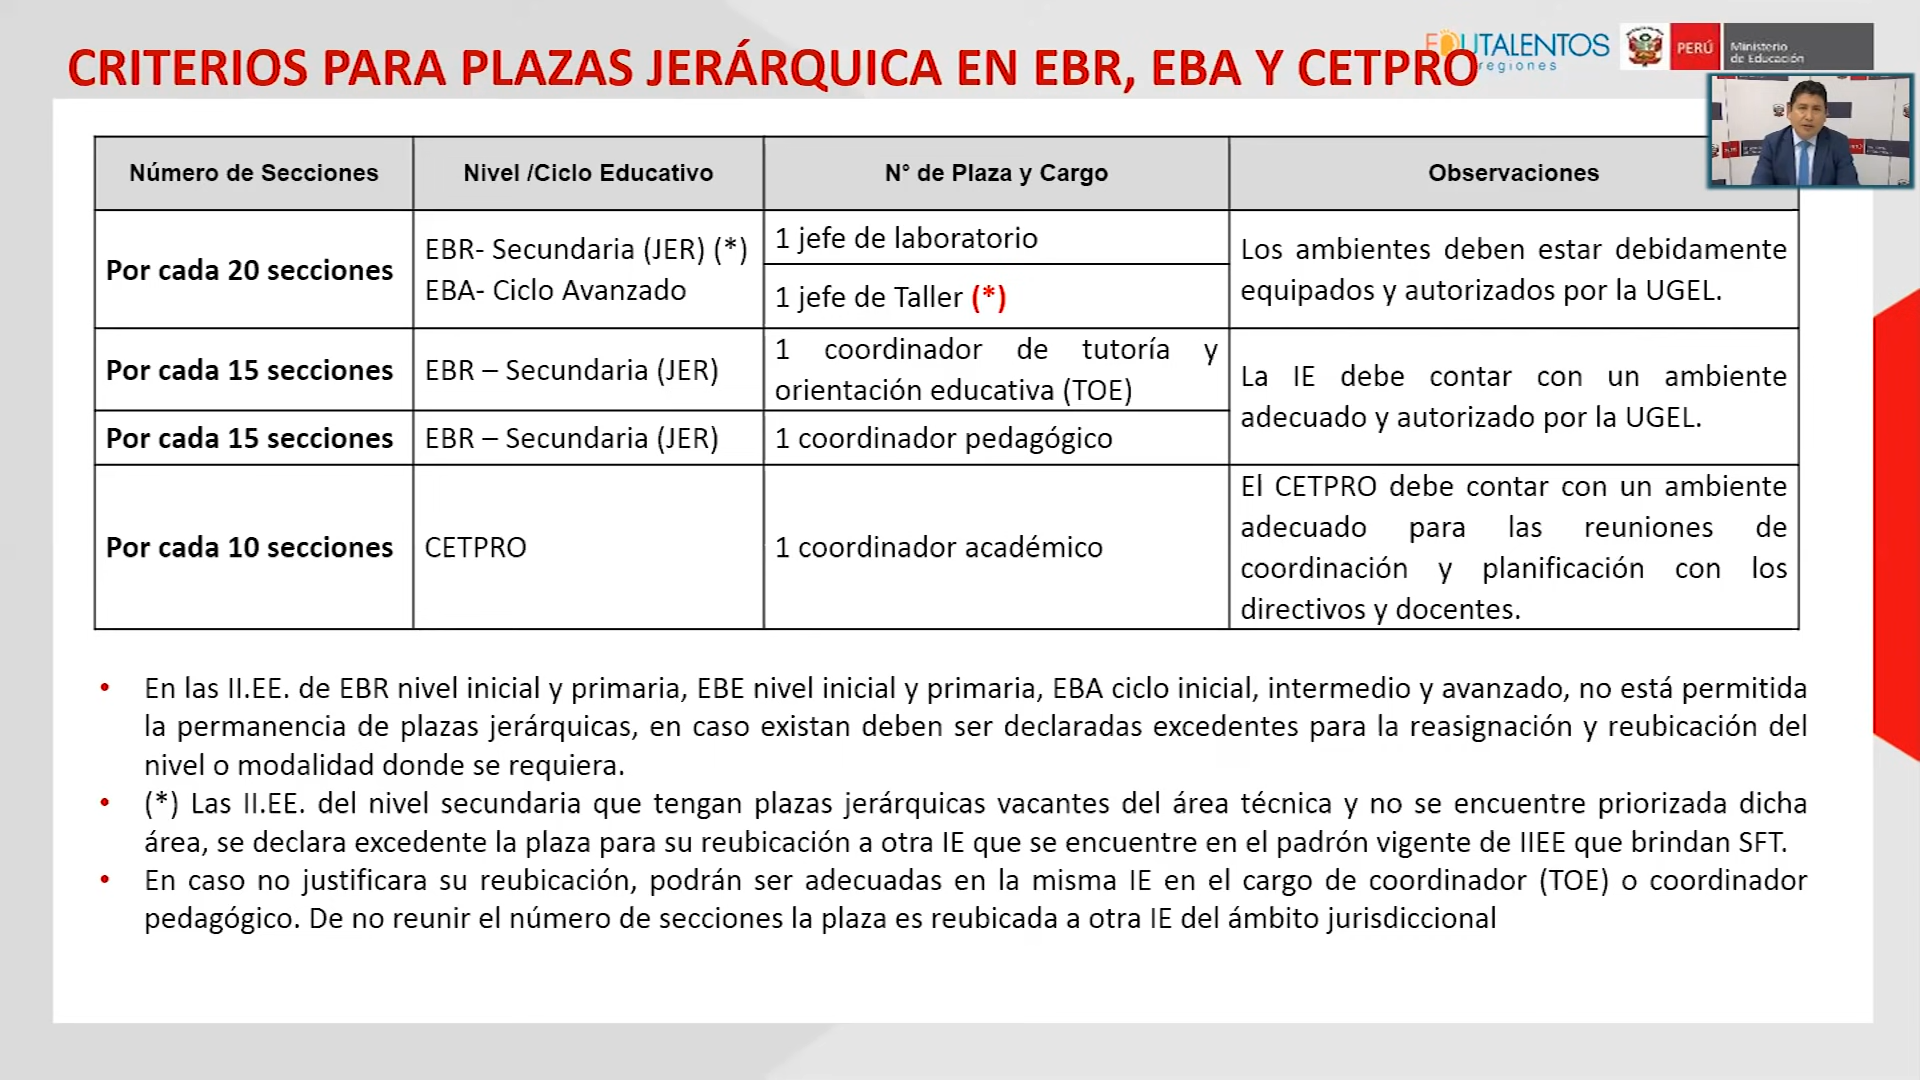 CRITERIOS PARA PLAZAS JERÁRQUICA EN EBR, EBA Y CETPRO
EDUTALENTOS
regiones
PERÚ
Ministerio
de Educación
Número de Secciones
Nivel /Ciclo Educativo
N° de Plaza y Cargo
Observaciones
Por cada 20 secciones
EBR- Secundaria (JER) (*)
EBA- Ciclo Avanzado
1 jefe de laboratorio
1 jefe de Taller (*)
Los ambientes deben estar debidamente
equipados y autorizados por la UGEL.
Por cada 15 secciones
EBR – Secundaria (JER)
1 coordinador de tutoría y
orientación educativa (TOE)
La IE debe contar con un ambiente
adecuado y autorizado por la UGEL.
Por cada 15 secciones
EBR – Secundaria (JER)
1 coordinador pedagógico
Por cada 10 secciones
CETPRO
1 coordinador académico
El CETPRO debe contar con un ambiente
adecuado para las reuniones de
coordinación y planificación con los
directivos y docentes.
• En las II.EE. de EBR nivel inicial y primaria, EBE nivel inicial y primaria, EBA ciclo inicial, intermedio y avanzado, no está permitida
la permanencia de plazas jerárquicas, en caso existan deben ser declaradas excedentes para la reasignación y reubicación del
nivel o modalidad donde se requiera.
• (*) Las II.EE. del nivel secundaria que tengan plazas jerárquicas vacantes del área técnica y no se encuentre priorizada dicha
área, se declara excedente la plaza para su reubicación a otra IE que se encuentre en el padrón vigente de IIEE que brindan SFT.
• En caso no justificara su reubicación, podrán ser adecuadas en la misma IE en el cargo de coordinador (TOE) o coordinador
pedagógico. De no reunir el número de secciones la plaza es reubicada a otra IE del ámbito jurisdiccional